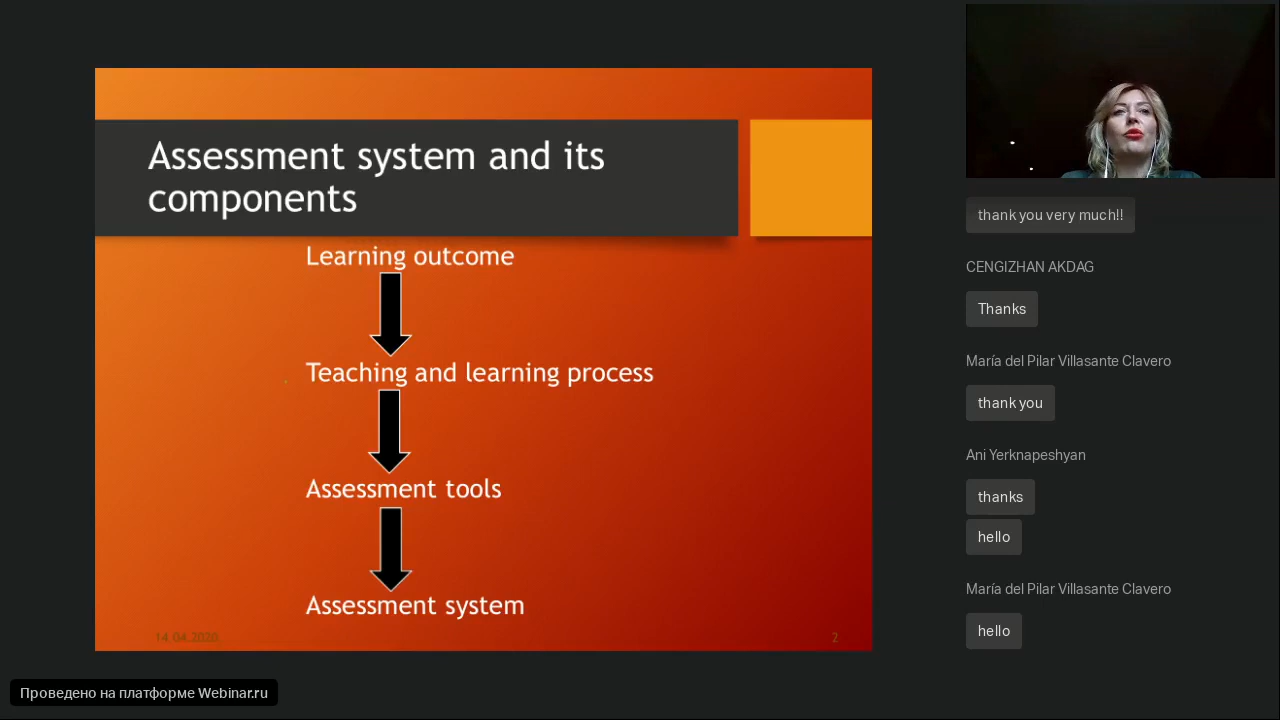 Assessment system and its
components
Learning outcome
Teaching and learning process
Assessment tools
Assessment system
14.04.2020
2
thank you very much!!
CENGIZHAN AKDAG
Thanks
María del Pilar Villasante Clavero
thank you
Ani Yerknapeshyan
thanks
hello
María del Pilar Villasante Clavero
hello
Проведено на платформе Webinar.ru